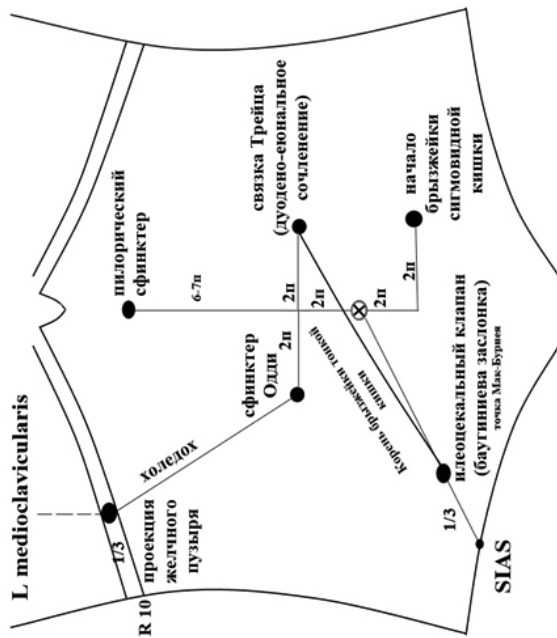 L medioclavicularis
1/3
R 10
проекция
желчного
пузыря
холедох
пилорический
сфинктер
6-7п
сфинктер
Одди
2п
2п
2п
связка Трейца
(дуодено-еюнальное
сочленение)
Корень брыжейки тонкой
кишки
2п
2п
начало
брызжейки
сигмовидной
кишки
1/3
илеоцекальный клапан
(баугиниева заслонка)
точка Мак-Бурнея
SIAS